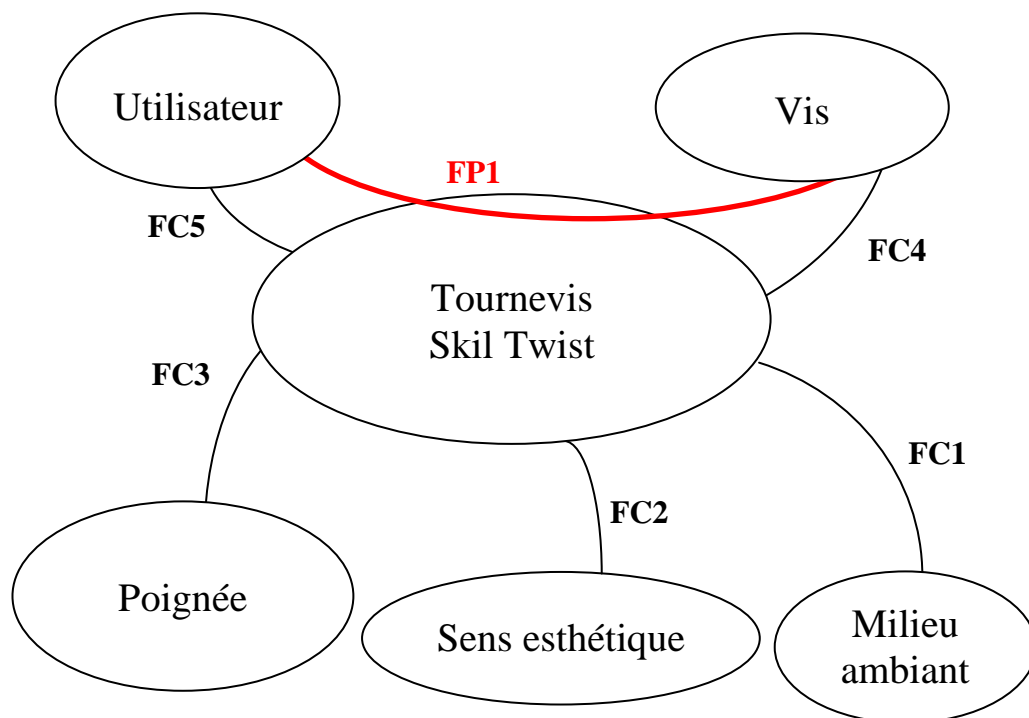 Utilisateur
Vis
FP1
FC5
FC4
Tournevis
Skil Twist
FC3
FC1
FC2
Poignée
Sens esthétique
Milieu
ambiant